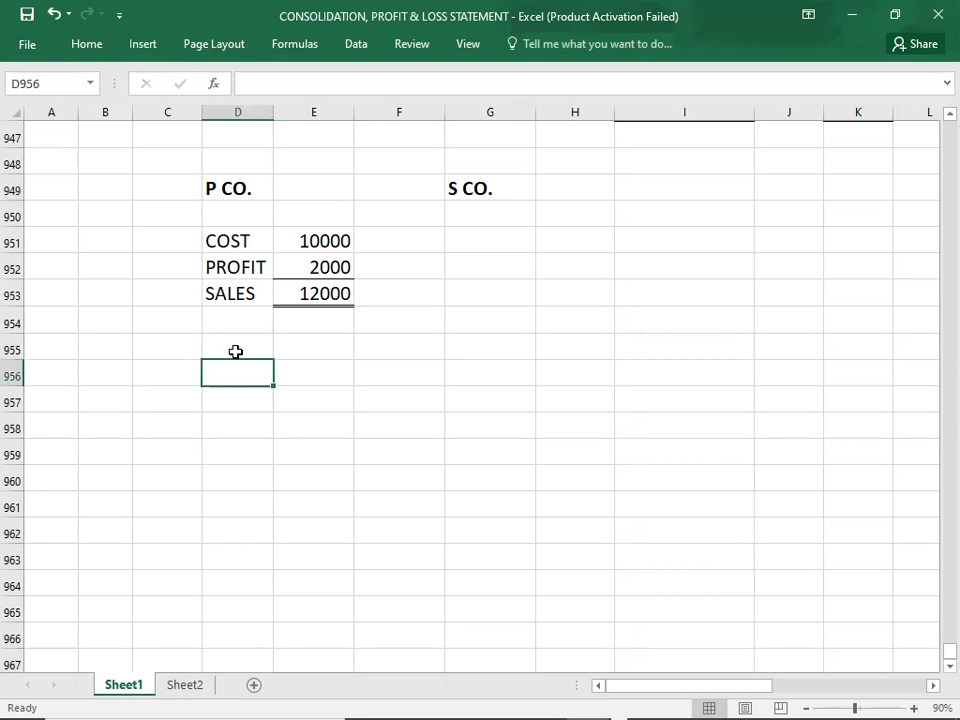 CONSOLIDATION, PROFIT & LOSS STATEMENT - Excel (Product Activation Failed)
File Home Insert Page Layout Formulas Data Review View Tell me what you want to do... Share
D956 fx
A B C D E F G H I J K L
947
948
949 P CO. S CO.
950
951 COST 10000
952 PROFIT 2000
953 SALES 12000
954
955
956
957
958
959
960
961
962
963
964
965
966
967
Sheet1 Sheet2
Ready 90%